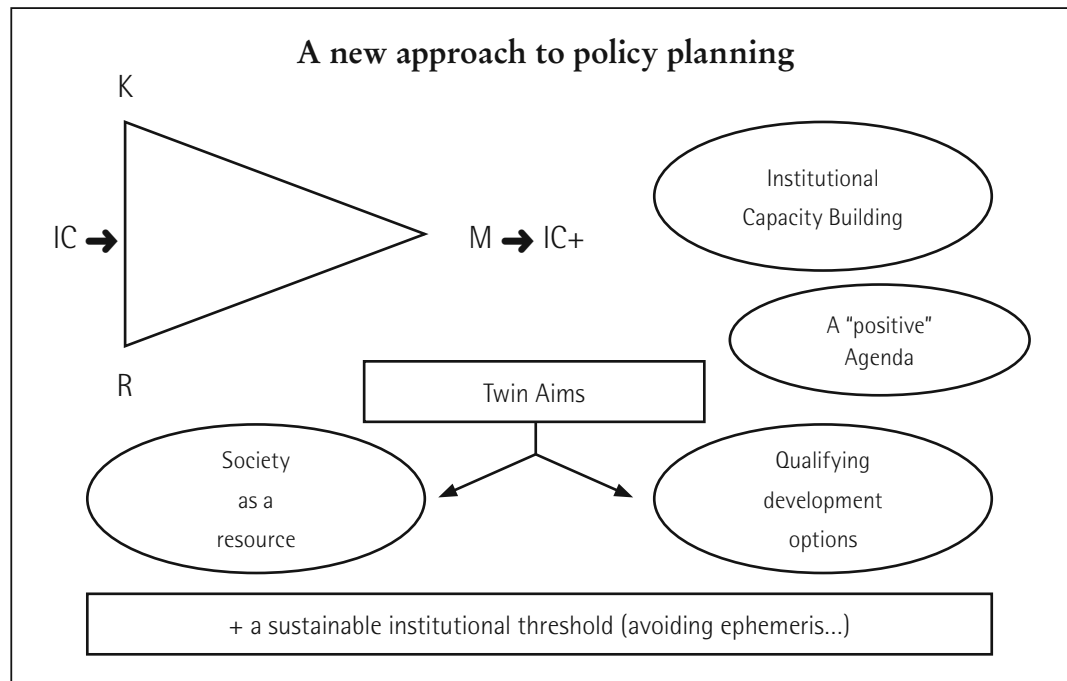 A new approach to policy planning
K
IC
M
IC+
R
Institutional
Capacity Building
A “positive”
Agenda
Twin Aims
Society
as a
resource
Qualifying
development
options
+ a sustainable institutional threshold (avoiding ephemeris...)